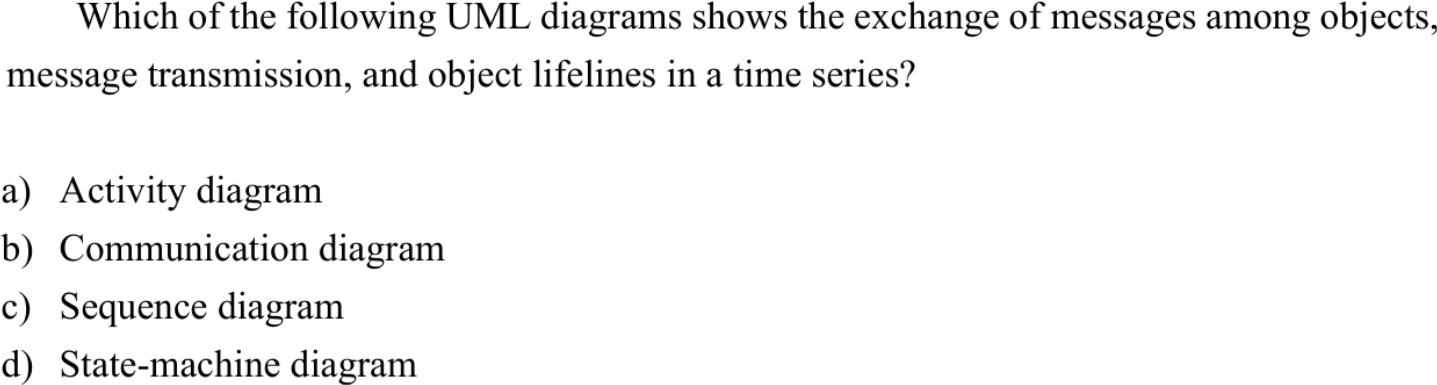 Which of the following UML diagrams shows the exchange of messages among objects,
message transmission, and object lifelines in a time series?
a) Activity diagram
b) Communication diagram
c) Sequence diagram
d) State-machine diagram